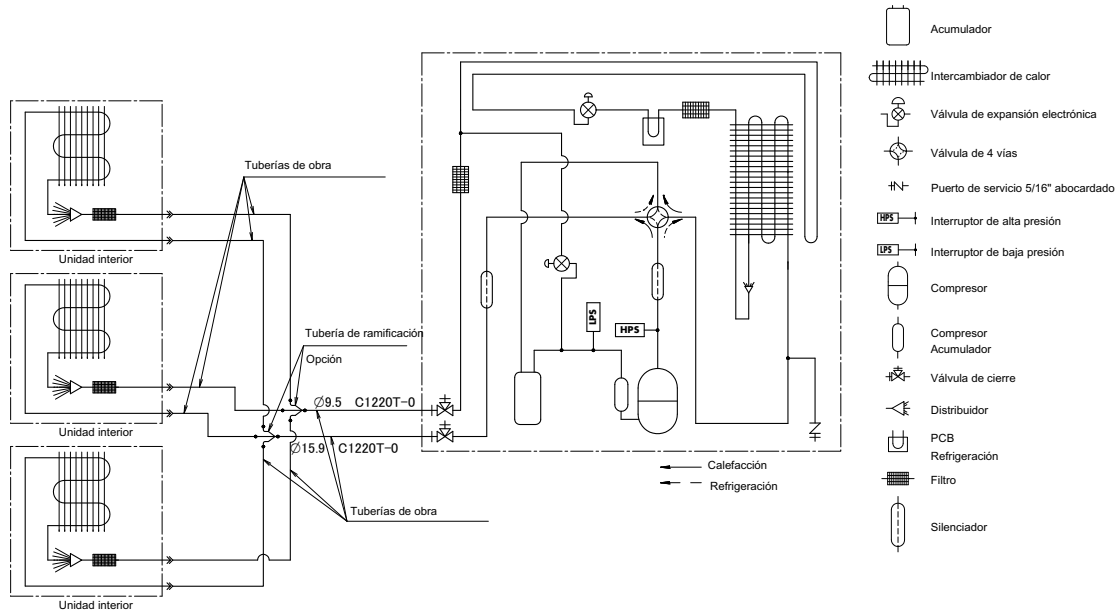 Tuberías de obra
Unidad interior
Unidad interior
Unidad interior
Tubería de ramificación
Opción
Ø9.5 C1220T-0
Ø15.9 C1220T-0
Tuberías de obra
LPS
HPS
Calefacción
Refrigeración
Acumulador
Intercambiador de calor
Válvula de expansión electrónica
Válvula de 4 vías
Puerto de servicio 5/16" abocardado
HPS
Interruptor de alta presión
LPS
Interruptor de baja presión
Compresor
Compresor
Acumulador
Válvula de cierre
Distribuidor
PCB
Refrigeración
Filtro
Silenciador